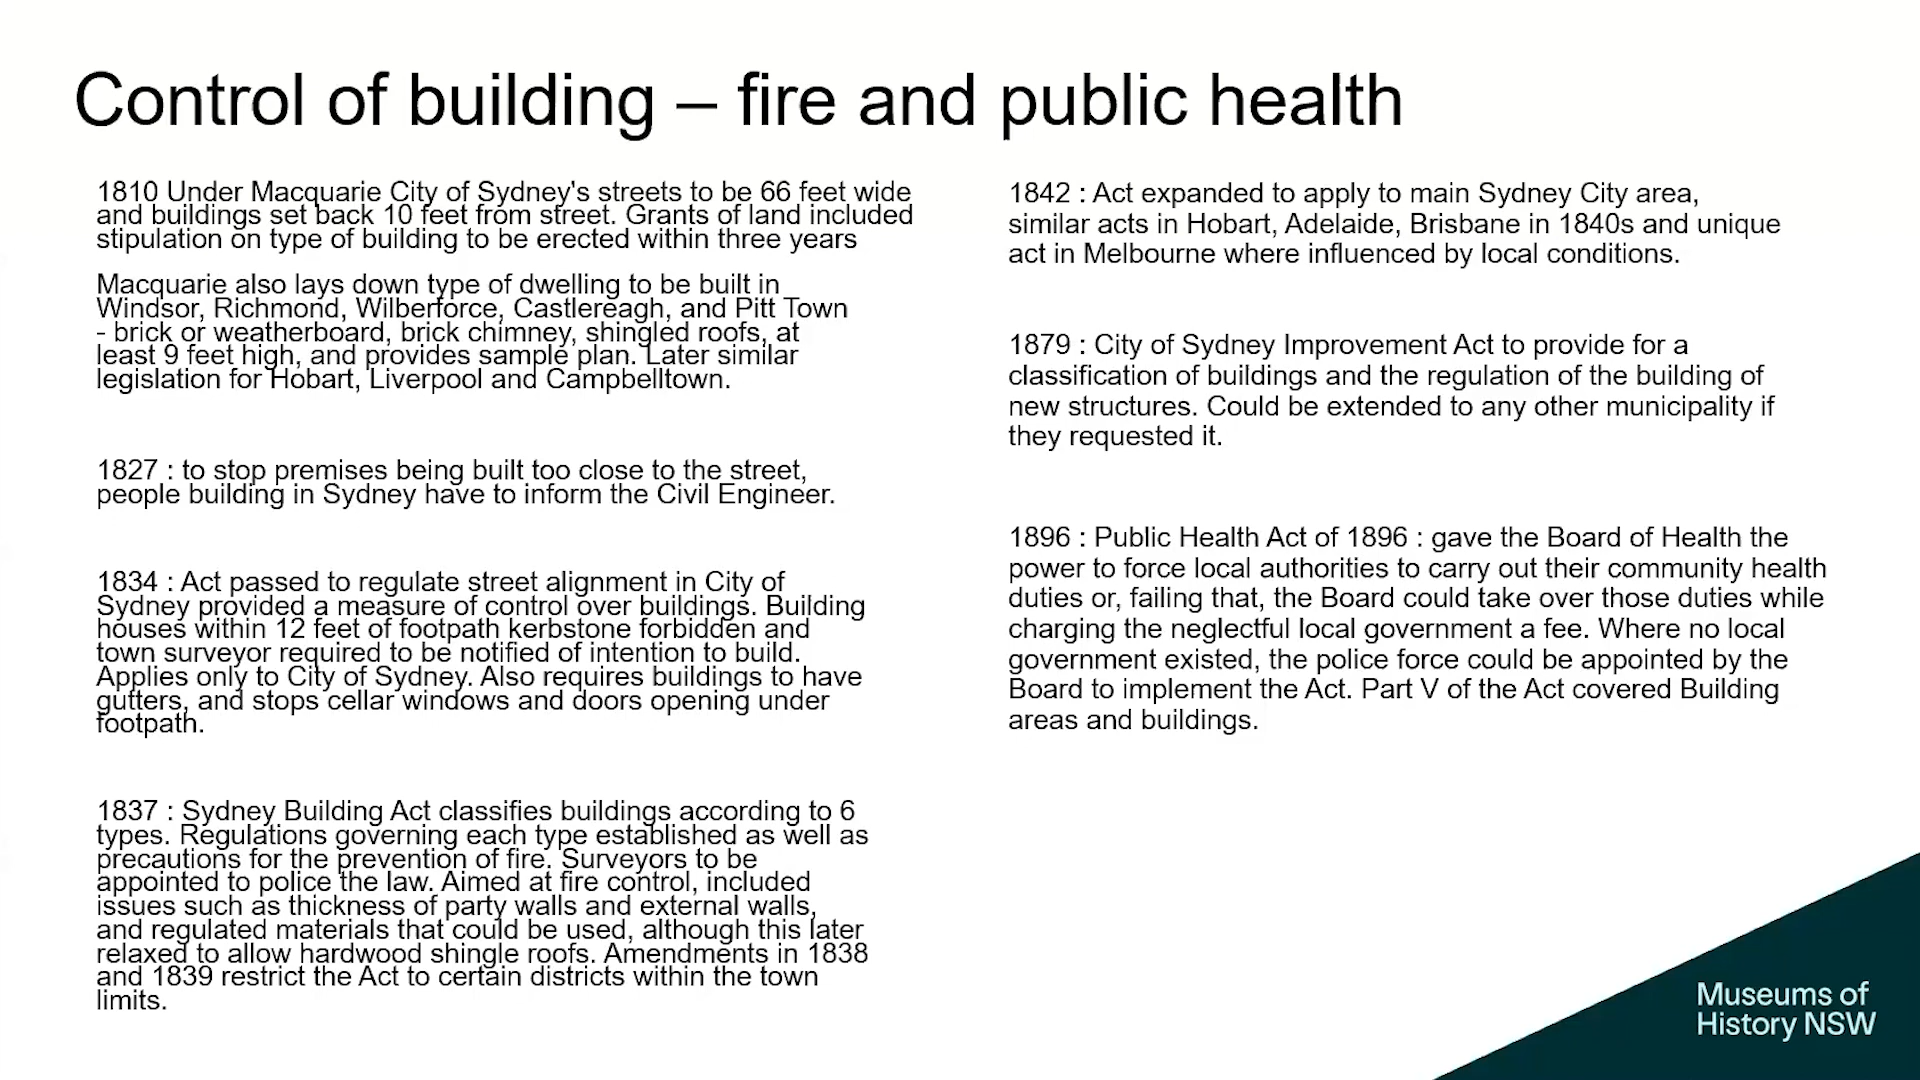 Control of building – fire and public health
1810 Under Macquarie City of Sydney's streets to be 66 feet wide
and buildings set back 10 feet from street. Grants of land included
stipulation on type of building to be erected within three years
Macquarie also lays down type of dwelling to be built in
Windsor, Richmond, Wilberforce, Castlereagh, and Pitt Town
- brick or weatherboard, brick chimney, shingled roofs, at
least 9 feet high, and provides sample plan. Later similar
legislation for Hobart, Liverpool and Campbelltown.
1827 : to stop premises being built too close to the street,
people building in Sydney have to inform the Civil Engineer.
1834 : Act passed to regulate street alignment in City of
Sydney provided a measure of control over buildings. Building
houses within 12 feet of footpath kerbstone forbidden and
town surveyor required to be notified of intention to build.
Applies only to City of Sydney. Also requires buildings to have
gutters, and stops cellar windows and doors opening under
footpath.
1837 : Sydney Building Act classifies buildings according to 6
types. Regulations governing each type established as well as
precautions for the prevention of fire. Surveyors to be
appointed to police the law. Aimed at fire control, included
issues such as thickness of party walls and external walls,
and regulated materials that could be used, although this later
relaxed to allow hardwood shingle roofs. Amendments in 1838
and 1839 restrict the Act to certain districts within the town
limits.
1842 : Act expanded to apply to main Sydney City area,
similar acts in Hobart, Adelaide, Brisbane in 1840s and unique
act in Melbourne where influenced by local conditions.
1879 : City of Sydney Improvement Act to provide for a
classification of buildings and the regulation of the building of
new structures. Could be extended to any other municipality if
they requested it.
1896 : Public Health Act of 1896 : gave the Board of Health the
power to force local authorities to carry out their community health
duties or, failing that, the Board could take over those duties while
charging the neglectful local government a fee. Where no local
government existed, the police force could be appointed by the
Board to implement the Act. Part V of the Act covered Building
areas and buildings.
Museums of
History NSW